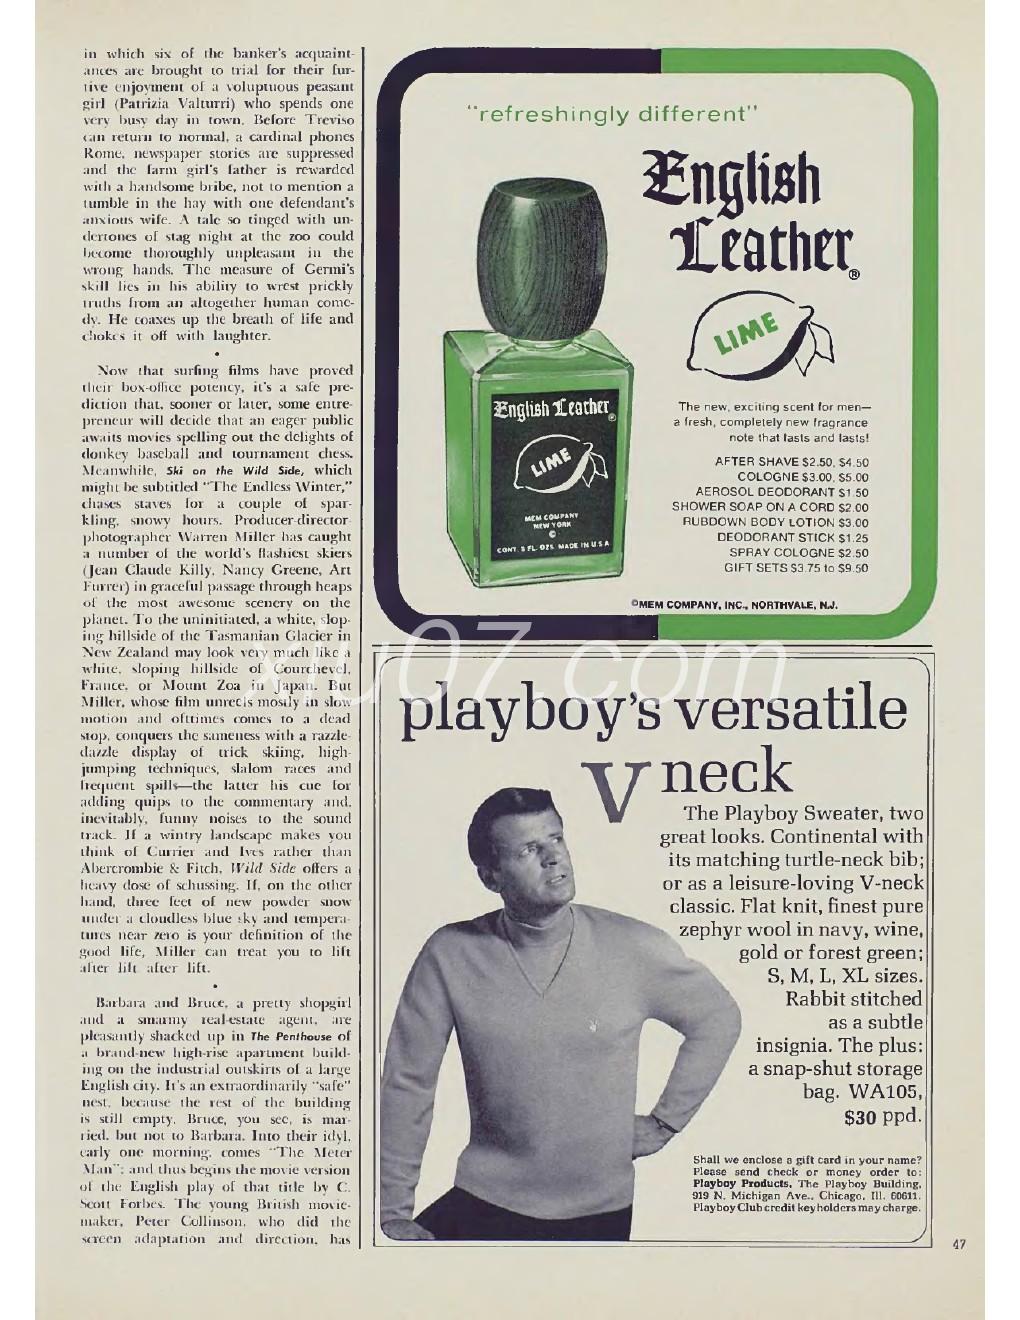 in which six of the banker's acquaint-
ances are brought to trial for their fur-
tive enjoyment of a voluptuous peasant
girl (Patrizia Valturri) who spends one
very busy day in town. Before Treviso
can return to normal, a cardinal phones
Rome, newspaper stories are suppressed
and the farm girl's father is rewarded
with a handsome bribe, not to mention a
tumble in the hay with one defendant's
anxious wife. A tale so tinged with un-
dertones of stag night at the zoo could
become thoroughly unpleasant in the
wrong hands. The measure of Germi's
skill lies in his ability to wrest prickly
truths from an altogether human come-
dy. He coaxes up the breath of life and
chokes it off with laughter.
•
Now that surfing films have proved
their box-office potency, it's a safe pre-
diction that, sooner or later, some entre-
preneur will decide that an eager public
awaits movies spelling out the delights of
donkey baseball and tournament chess.
Meanwhile, Ski on the Wild Side, which
might be subtitled "The Endless Winter,"
chases staves for a couple of spar-
kling, snowy hours. Producer-director-
photographer Warren Miller has caught
a number of the world's flashiest skiers
(Jean Claude Killy, Nancy Greene, Art
Furrer) in graceful passage through heaps
of the most awesome scenery on the
planet. To the uninitiated, a white, slop-
ing hillside of the Tasmanian Glacier in
New Zealand may look very much like a
white, sloping hillside of Courchevel,
France, or Mount Zoa in Japan. But
Miller, whose film unreels mostly in slow
motion and ofttimes comes to a dead
stop, conquers the sameness with a razzle-
dazzle display of trick skiing, high-
jumping techniques, slalom races and
frequent spills—the latter his cue for
adding quips to the commentary and,
inevitably, funny noises to the sound
track. If a wintry landscape makes you
think of Currier and Ives rather than
Abercrombie & Fitch, Wild Side offers a
heavy dose of schussing. If, on the other
hand, three feet of new powder snow
under a cloudless blue sky and tempera-
tures near zero is your definition of the
good life, Miller can treat you to lift
after lift after lift.
•
Barbara and Bruce, a pretty shopgirl
and a smarmy real-estate agent, are
pleasantly shacked up in The Penthouse of
a brand-new high-rise apartment build-
ing on the industrial outskirts of a large
English city. It's an extraordinarily "safe"
nest, because the rest of the building
is still empty. Bruce, you see, is mar-
ried, but not to Barbara. Into their idyl,
early one morning, comes "The Meter
Man"; and thus begins the movie version
of the English play of that title by C.
Scott Forbes. The young British movie-
maker, Peter Collinson, who did the
screen adaptation and direction, has
"refreshingly different"
English
Leather®
LIME
English Leather®
LIME
MEM COMPANY
NEW YORK
©
CONT. 8 FL. OZS. MADE IN U.S.A
The new, exciting scent for men—
a fresh, completely new fragrance
note that lasts and lasts!
AFTER SHAVE $2.50, $4.50
COLOGNE $3.00, $5.00
AEROSOL DEODORANT $1.50
SHOWER SOAP ON A CORD $2.00
RUBDOWN BODY LOTION $3.00
DEODORANT STICK $1.25
SPRAY COLOGNE $2.50
GIFT SETS $3.75 to $9.50
©MEM COMPANY, INC., NORTHVALE, N.J.
xiu07.com
playboy's versatile
V neck
The Playboy Sweater, two
great looks. Continental with
its matching turtle-neck bib;
or as a leisure-loving V-neck
classic. Flat knit, finest pure
zephyr wool in navy, wine,
gold or forest green;
S, M, L, XL sizes.
Rabbit stitched
as a subtle
insignia. The plus:
a snap-shut storage
bag. WA105,
$30 ppd.
Shall we enclose a gift card in your name?
Please send check or money order to:
Playboy Products, The Playboy Building,
919 N. Michigan Ave., Chicago, Ill. 60611.
Playboy Club credit keyholders may charge.
47